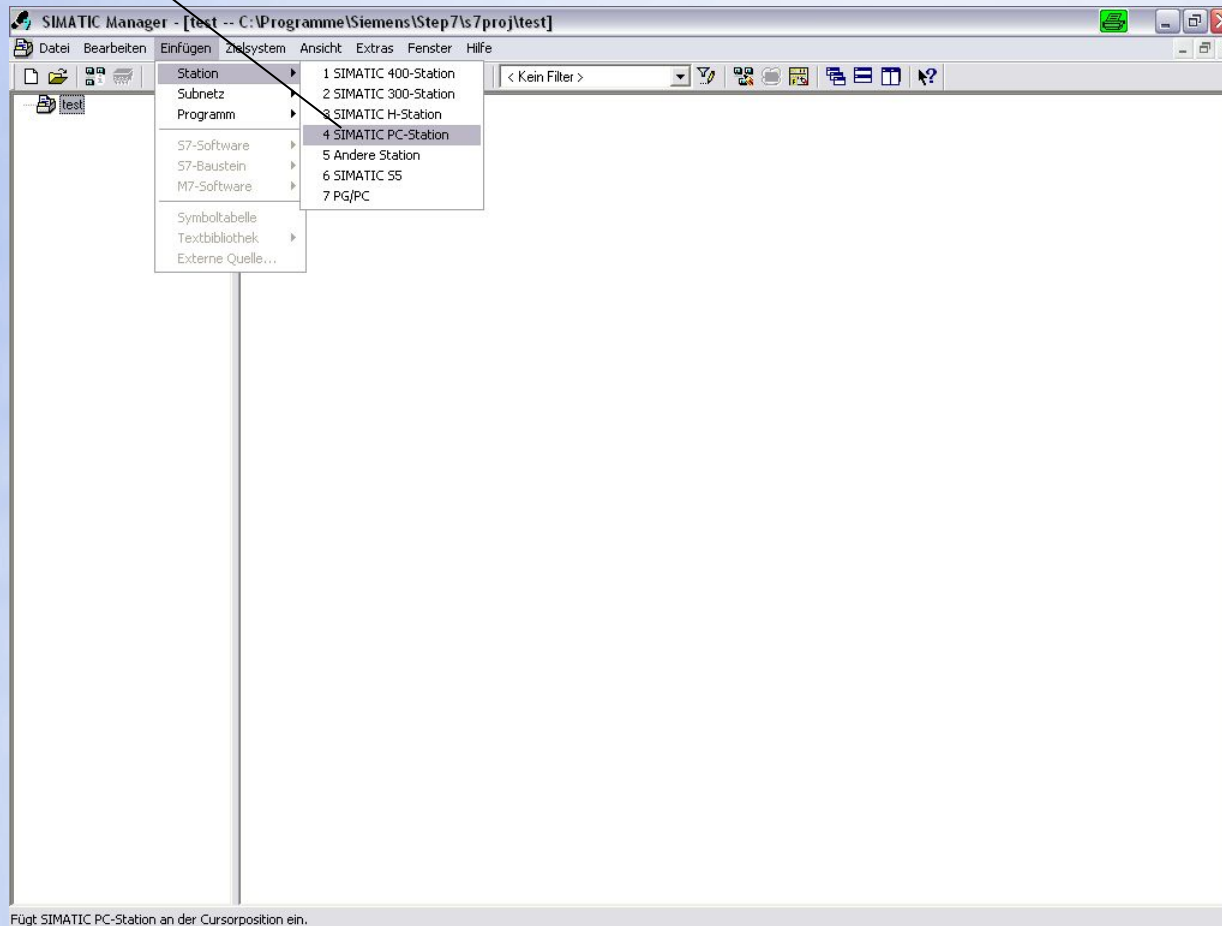 SIMATIC Manager - [test -- C:\Programme\Siemens\Step7\s7proj\test]
Datei Bearbeiten Einfügen Zielsystem Ansicht Extras Fenster Hilfe
< Kein Filter >
test
Station
Subnetz
Programm
S7-Software
S7-Baustein
M7-Software
Symboltabelle
Textbibliothek
Externe Quelle...
1 SIMATIC 400-Station
2 SIMATIC 300-Station
3 SIMATIC H-Station
4 SIMATIC PC-Station
5 Andere Station
6 SIMATIC S5
7 PG/PC
Fügt SIMATIC PC-Station an der Cursorposition ein.